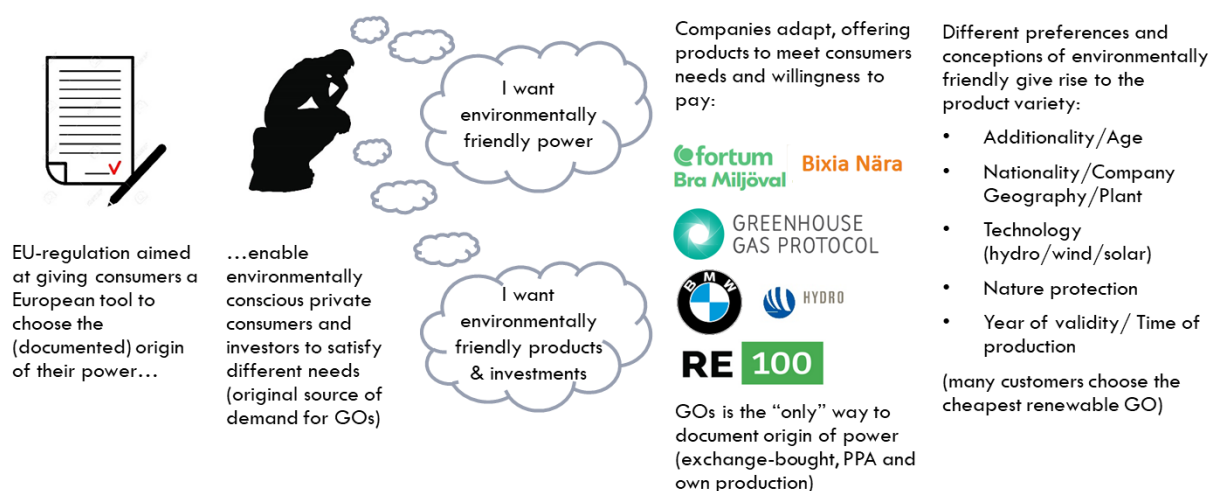 EU-regulation aimed
at giving consumers a
European tool to
choose the
(documented) origin
of their power…
…enable
environmentally
conscious private
consumers and
investors to satisfy
different needs
(original source of
demand for GOs)
I want
environmentally
friendly power
I want
environmentally
friendly products
& investments
Companies adapt, offering
products to meet consumers
needs and willingness to
pay:
fortum
Bra Miljöval
Bixia Nära
GREENHOUSE
GAS PROTOCOL
BMW
HYDRO
RE 100
GOs is the “only” way to
document origin of power
(exchange-bought, PPA and
own production)
Different preferences and
conceptions of environmentally
friendly give rise to the
product variety:
• Additionality/Age
• Nationality/Company
Geography/Plant
• Technology
(hydro/wind/solar)
• Nature protection
• Year of validity/ Time of
production
(many customers choose the
cheapest renewable GO)